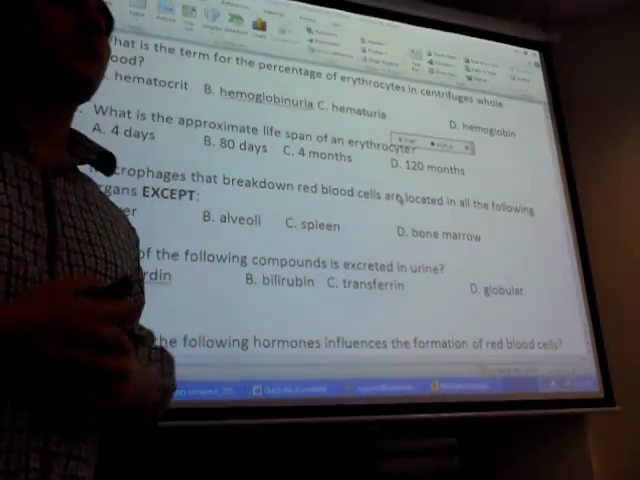 hat is the term for the percentage of erythrocytes in centrifuges whole
ood?
hematocrit B. hemoglobinuria C. hematuria D. hemoglobin
What is the approximate life span of an erythrocyte
A. 4 days B. 80 days C. 4 months D. 120 months
acrophages that breakdown red blood cells are located in all the following
rgans EXCEPT:
er B. alveoli C. spleen D. bone marrow
of the following compounds is excreted in urine?
rdin B. bilirubin C. transferrin D. globular
he following hormones influences the formation of red blood cells?